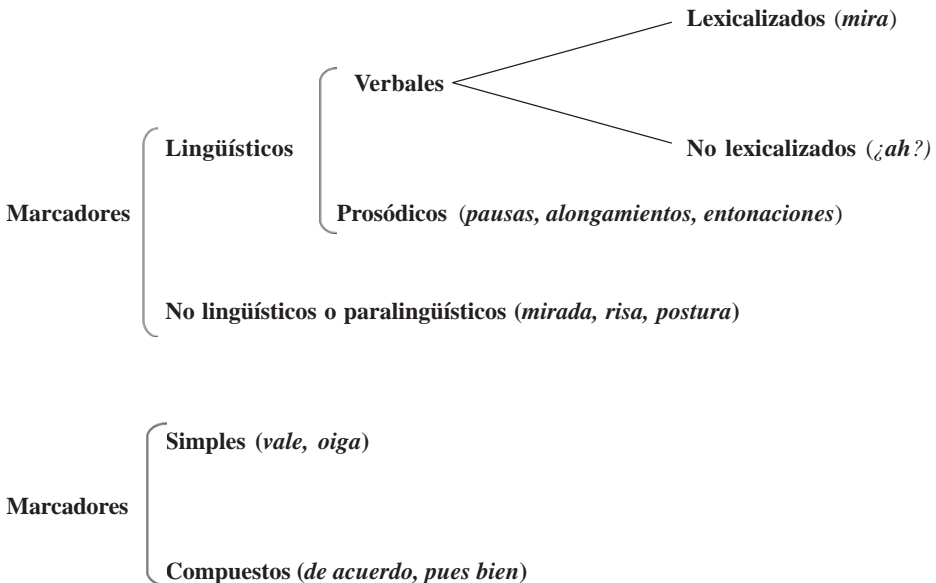 Lexicalizados (mira)
Verbales
Lingüísticos
No lexicalizados (¿ah?)
Marcadores
Prosódicos (pausas, alongamientos, entonaciones)
No lingüísticos o paralingüísticos (mirada, risa, postura)
Simples (vale, oiga)
Marcadores
Compuestos (de acuerdo, pues bien)